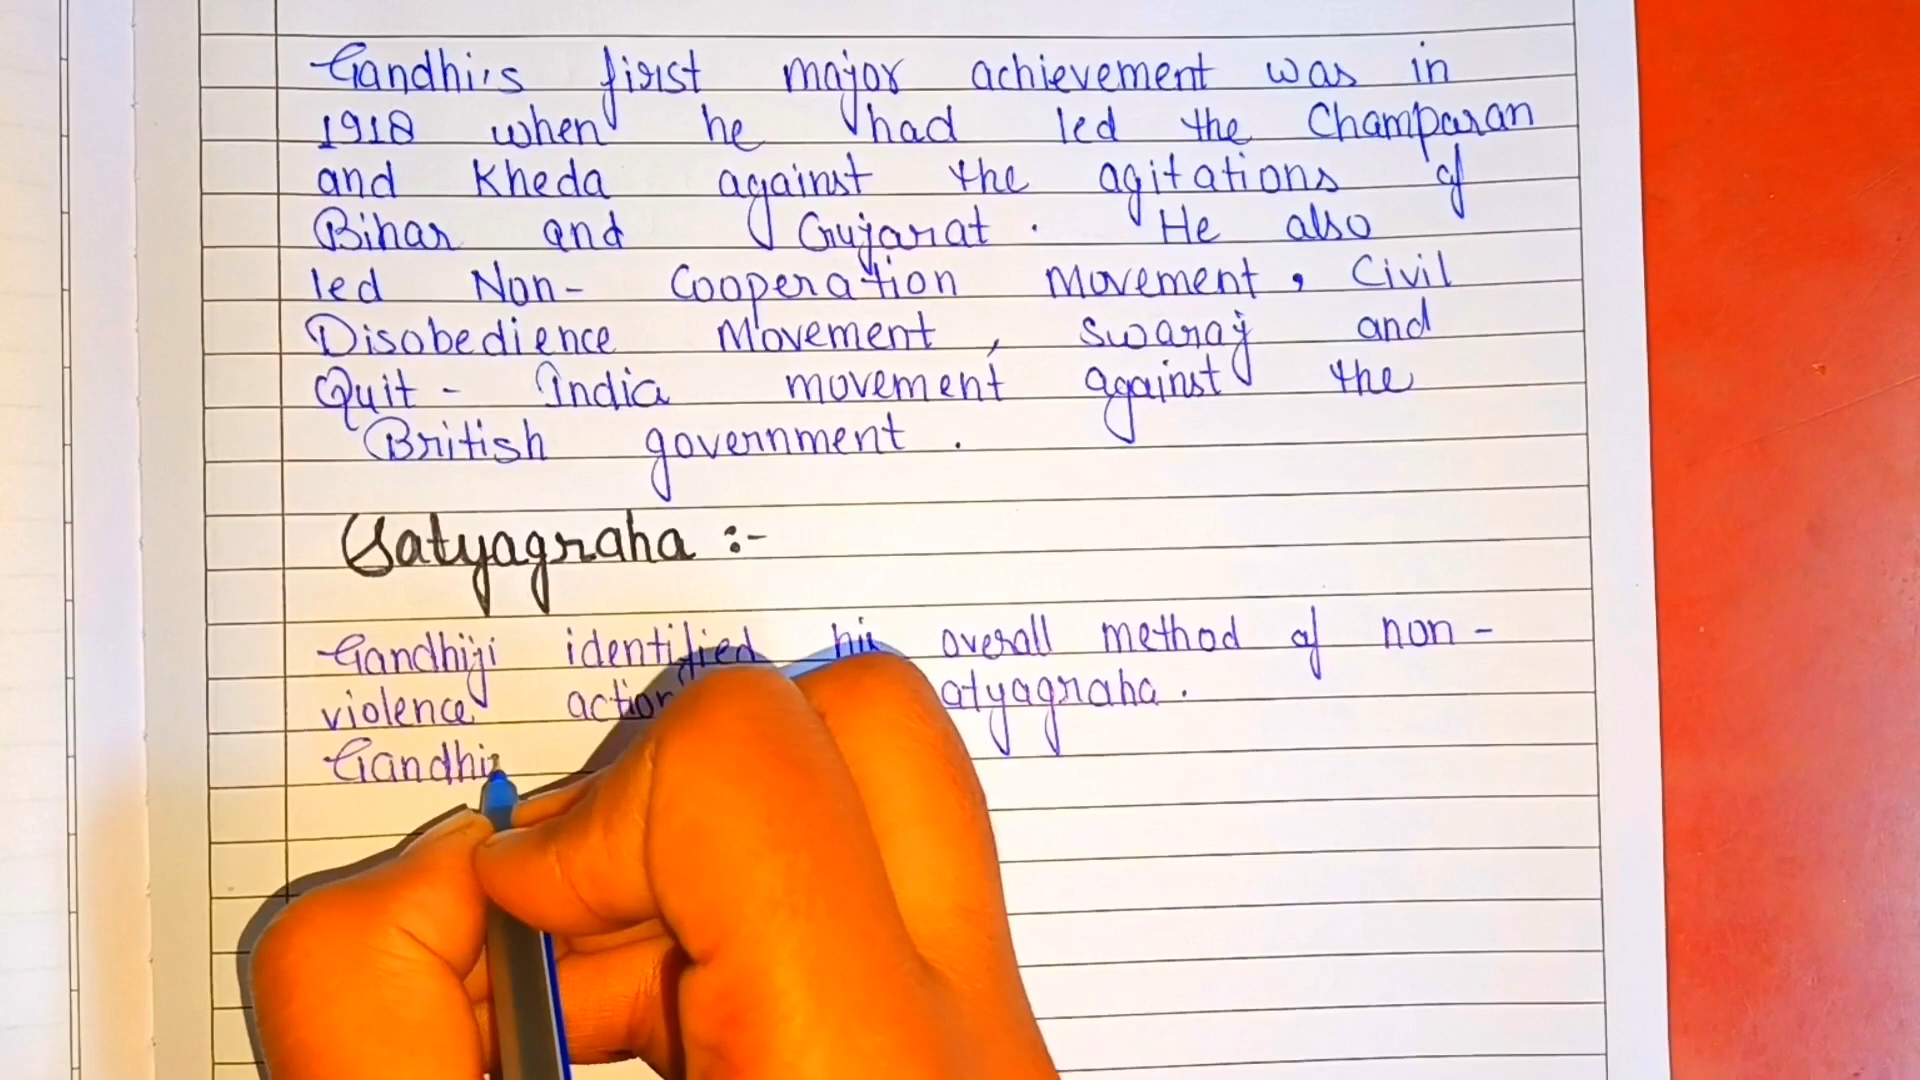 Gandhi's first major achievement was in
1918 when he had led the Champaran
and Kheda against the agitations of
Bihar and Gujarat. He also
led Non- Cooperation Movement, Civil
Disobedience Movement, swaraj and
Quit - India movement against the
British government.
Satyagraha :-
Gandhiji identified his overall method of non-
violence action atyagraha.
Gandhi